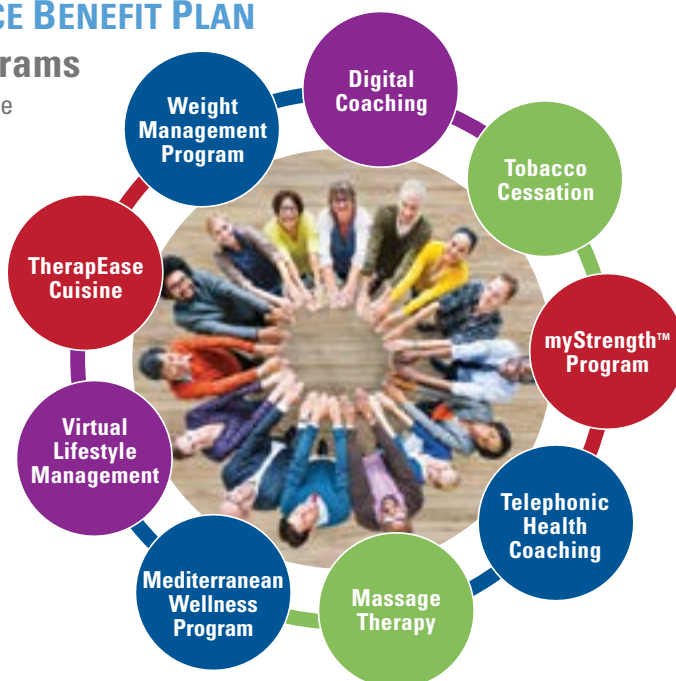 CE BENEFIT PLAN
rams
e
Digital
Coaching
Weight
Management
Program
Tobacco
Cessation
TherapEase
Cuisine
myStrength™
Program
Virtual
Lifestyle
Management
Telephonic
Health
Coaching
Mediterranean
Wellness
Program
Massage
Therapy